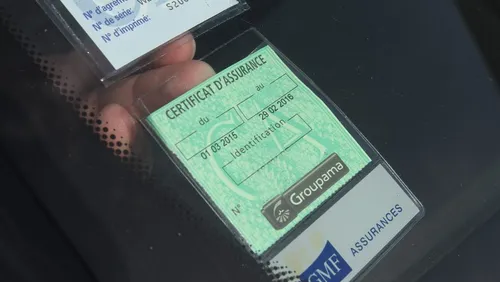 N° d'agrém
N° de série:
N° d'imprimé:
CERTIFICAT D'ASSURANCE
du au
01 03 2015 29 02 2016
Identification
N°
Groupama
GMF ASSURANCES